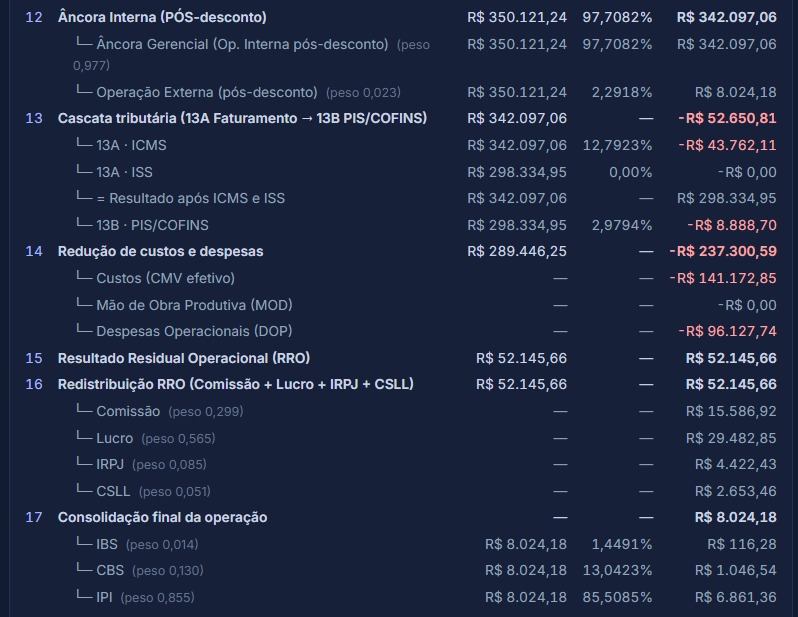 12 Âncora Interna (PÓS-desconto) R$ 350.121,24 97,7082% R$ 342.097,06
└─ Âncora Gerencial (Op. Interna pós-desconto) (peso 0,977) R$ 350.121,24 97,7082% R$ 342.097,06
└─ Operação Externa (pós-desconto) (peso 0,023) R$ 350.121,24 2,2918% R$ 8.024,18
13 Cascata tributária (13A Faturamento → 13B PIS/COFINS) R$ 342.097,06 — -R$ 52.650,81
└─ 13A · ICMS R$ 342.097,06 12,7923% -R$ 43.762,11
└─ 13A · ISS R$ 298.334,95 0,00% -R$ 0,00
└─ = Resultado após ICMS e ISS R$ 342.097,06 — R$ 298.334,95
└─ 13B · PIS/COFINS R$ 298.334,95 2,9794% -R$ 8.888,70
14 Redução de custos e despesas R$ 289.446,25 — -R$ 237.300,59
└─ Custos (CMV efetivo) — — -R$ 141.172,85
└─ Mão de Obra Produtiva (MOD) — — -R$ 0,00
└─ Despesas Operacionais (DOP) — — -R$ 96.127,74
15 Resultado Residual Operacional (RRO) R$ 52.145,66 — R$ 52.145,66
16 Redistribuição RRO (Comissão + Lucro + IRPJ + CSLL) R$ 52.145,66 — R$ 52.145,66
└─ Comissão (peso 0,299) — — R$ 15.586,92
└─ Lucro (peso 0,565) — — R$ 29.482,85
└─ IRPJ (peso 0,085) — — R$ 4.422,43
└─ CSLL (peso 0,051) — — R$ 2.653,46
17 Consolidação final da operação — — R$ 8.024,18
└─ IBS (peso 0,014) R$ 8.024,18 1,4491% R$ 116,28
└─ CBS (peso 0,130) R$ 8.024,18 13,0423% R$ 1.046,54
└─ IPI (peso 0,855) R$ 8.024,18 85,5085% R$ 6.861,36